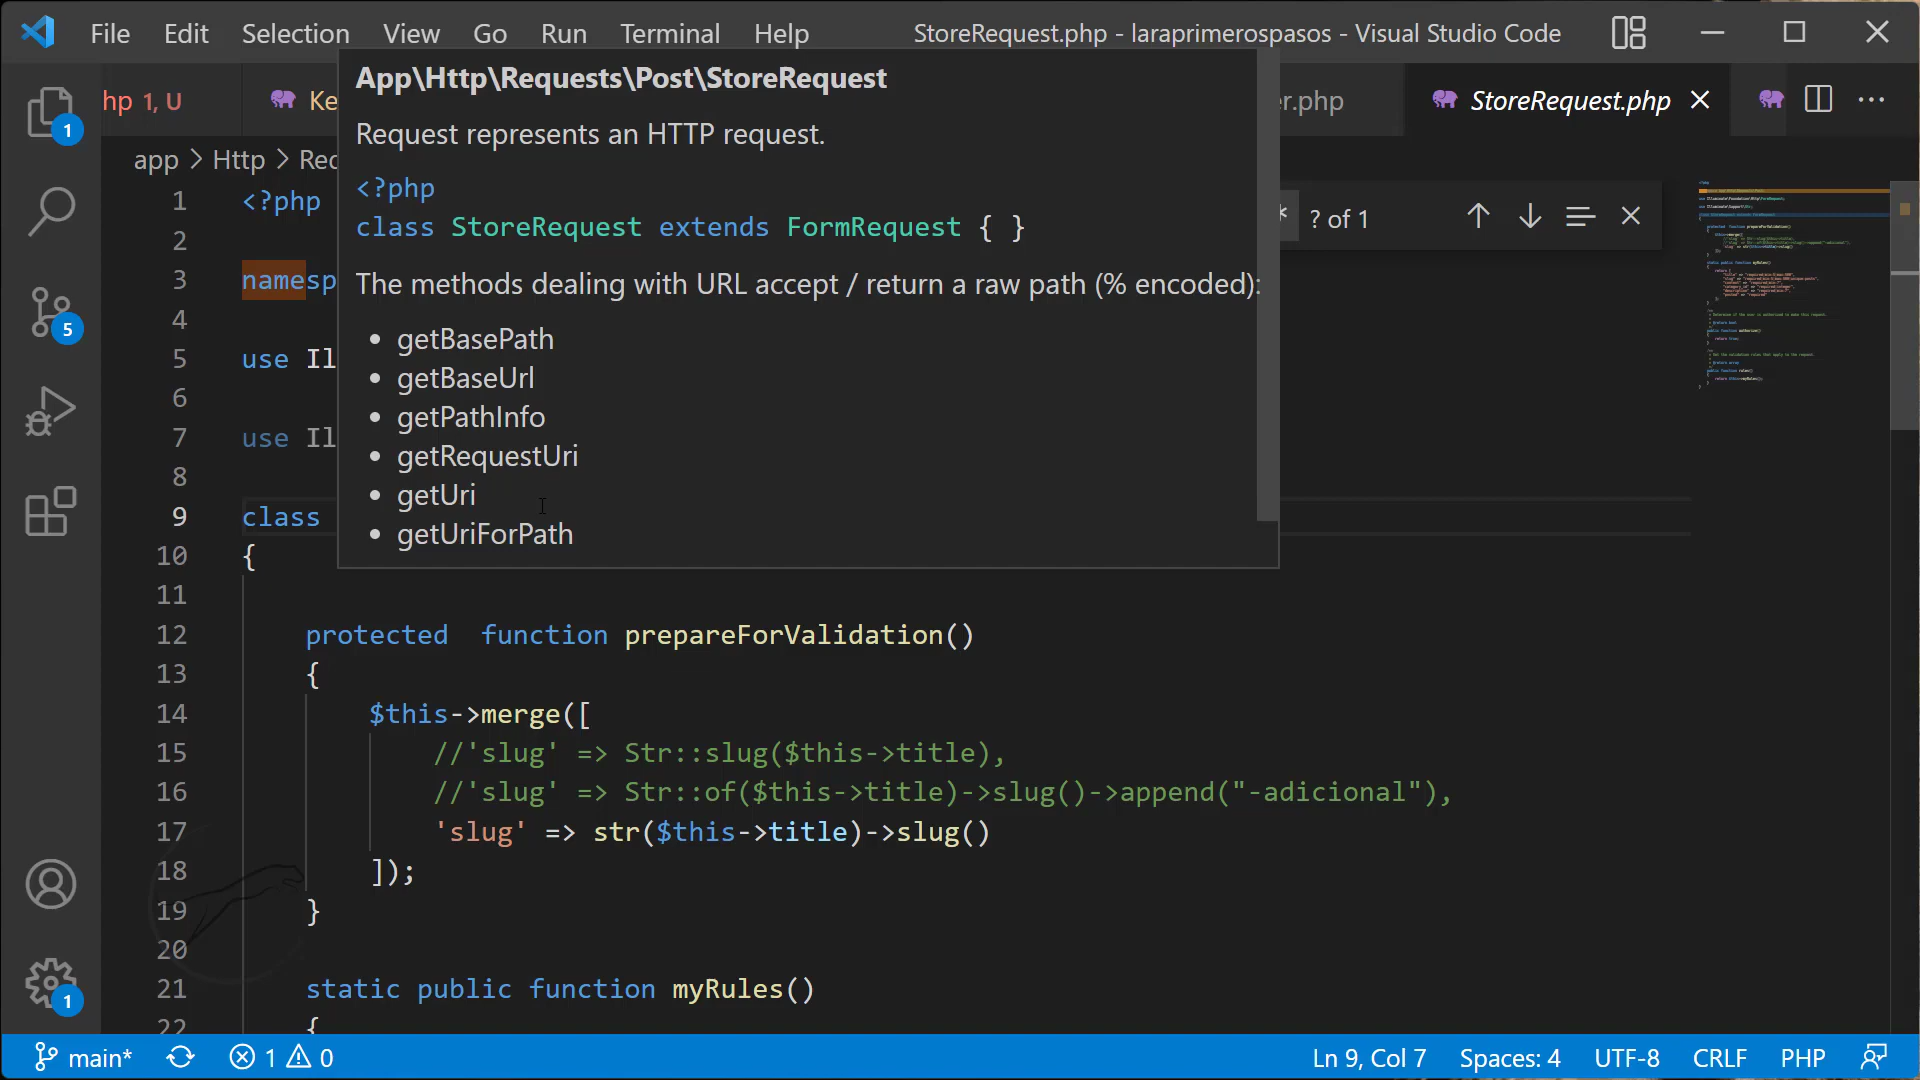 File Edit Selection View Go Run Terminal Help
StoreRequest.php - laraprimerospasos - Visual Studio Code
hp 1, U
Ke
er.php
StoreRequest.php
app > Http > Rec
App\Http\Requests\Post\StoreRequest
Request represents an HTTP request.
<?php
class StoreRequest extends FormRequest { }
The methods dealing with URL accept / return a raw path (% encoded):
• getBasePath
• getBaseUrl
• getPathInfo
• getRequestUri
• getUri
• getUriForPath
? of 1
1 <?php
2
3 namesp
4
5 use Il
6
7 use Il
8
9 class
10 {
11
12 protected  function prepareForValidation()
13 {
14 $this->merge([
15 //'slug' => Str::slug($this->title),
16 //'slug' => Str::of($this->title)->slug()->append("-adicional"),
17 'slug' => str($this->title)->slug()
18 ]);
19 }
20
21 static public function myRules()
22 {
1
5
1
main* 1 0
Ln 9, Col 7 Spaces: 4 UTF-8 CRLF PHP